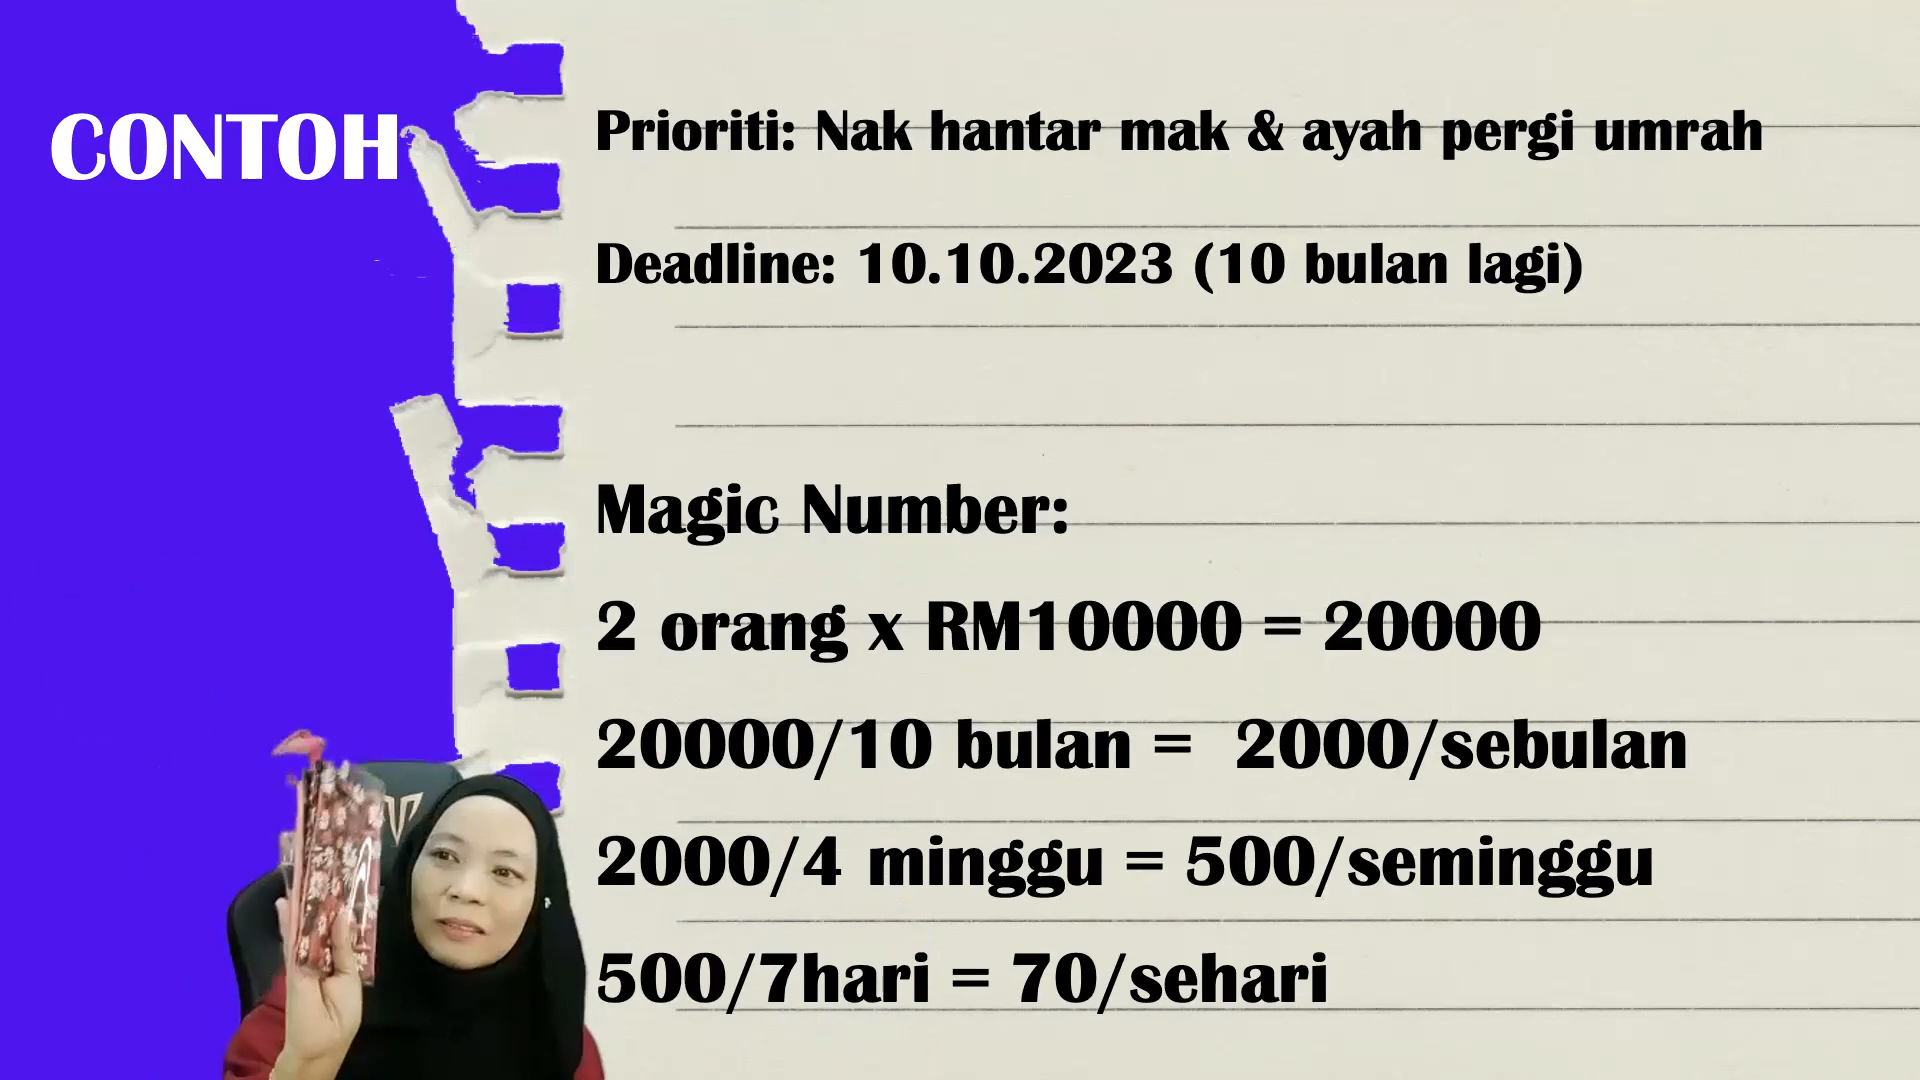 CONTOH
Prioriti: Nak hantar mak & ayah pergi umrah
Deadline: 10.10.2023 (10 bulan lagi)
Magic Number:
2 orang x RM10000 = 20000
20000/10 bulan = 2000/sebulan
2000/4 minggu = 500/seminggu
500/7hari = 70/sehari